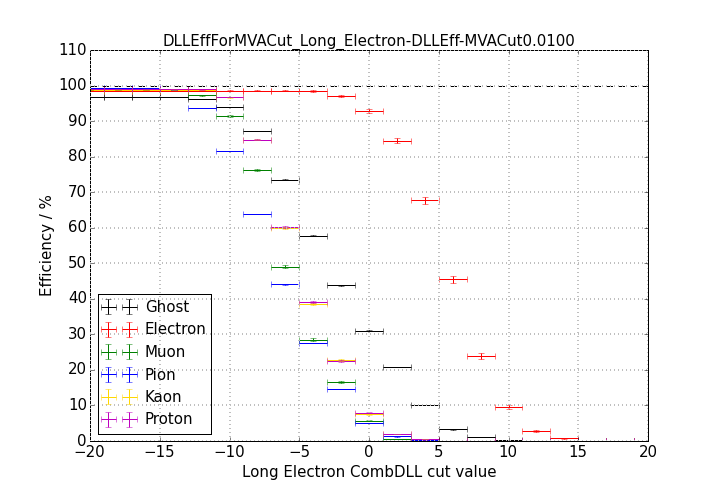 DLLEffForMVACut_Long_Electron-DLLEff-MVACut0.0100
110
100
90
80
70
60
50
40
30
20
10
0
Efficiency / %
Ghost
Electron
Muon
Pion
Kaon
Proton
−20 −15 −10 −5 0 5 10 15 20
Long Electron CombDLL cut value